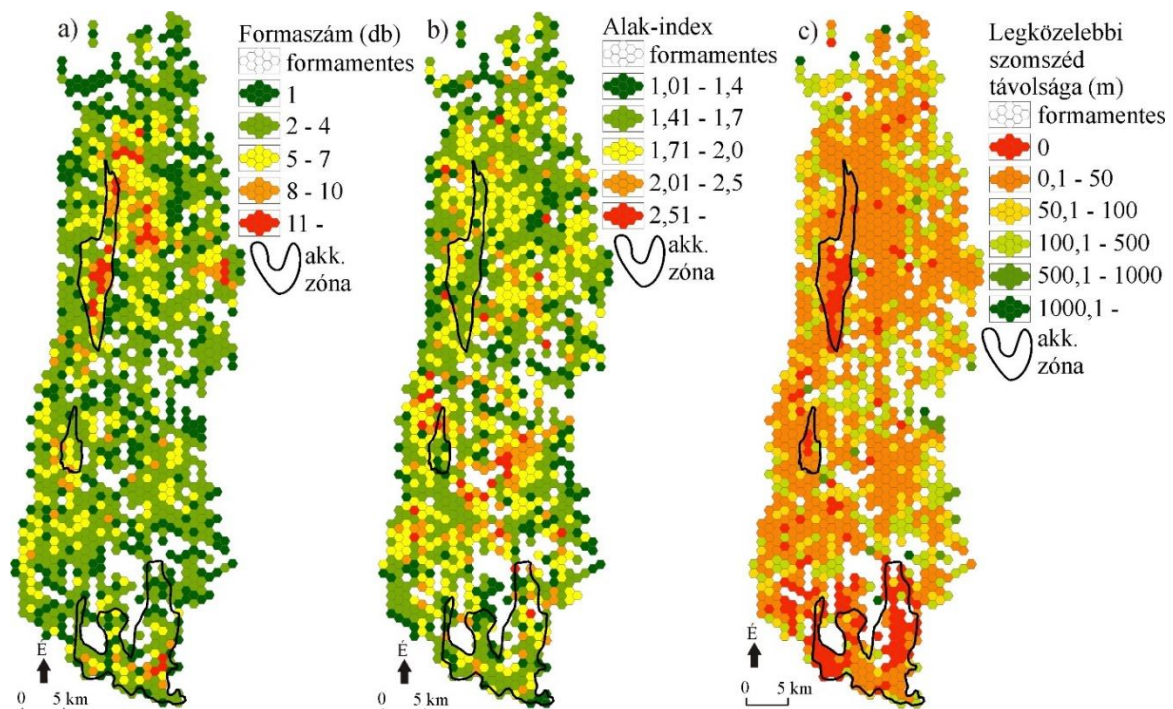 a)
Formaszám (db)
formamentes
1
2 - 4
5 - 7
8 - 10
11 -
akk.
zóna
É
0 5 km
b)
Alak-index
formamentes
1,01 - 1,4
1,41 - 1,7
1,71 - 2,0
2,01 - 2,5
2,51 -
akk.
zóna
É
0 5 km
c)
Legközelebbi
szomszéd
távolsága (m)
formamentes
0
0,1 - 50
50,1 - 100
100,1 - 500
500,1 - 1000
1000,1 -
akk.
zóna
É
0 5 km